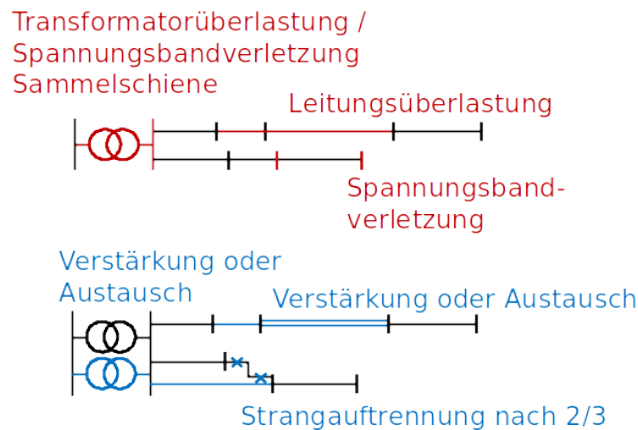 Transformatorüberlastung /
Spannungsbandverletzung
Sammelschiene
Leitungsüberlastung
Spannungsband-
verletzung
Verstärkung oder
Austausch
Verstärkung oder Austausch
Strangauftrennung nach 2/3